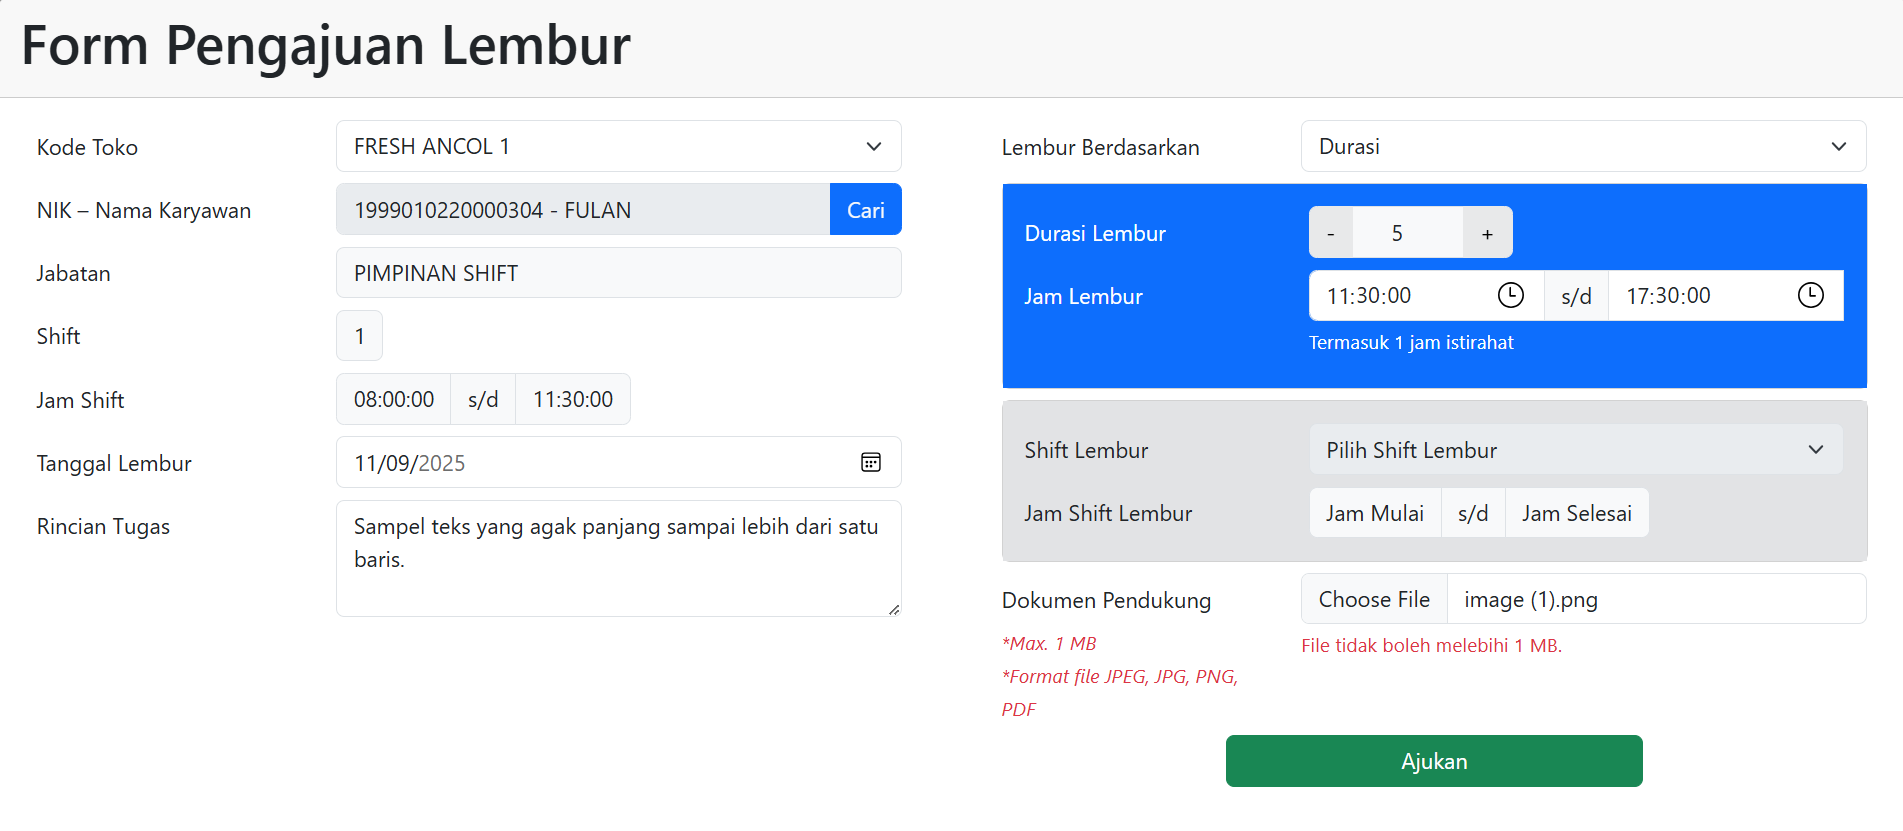 Form Pengajuan Lembur
Kode Toko
FRESH ANCOL 1
NIK – Nama Karyawan
1999010220000304 - FULAN
Cari
Jabatan
PIMPINAN SHIFT
Shift
1
Jam Shift
08:00:00 s/d 11:30:00
Tanggal Lembur
11/09/2025
Rincian Tugas
Sampel teks yang agak panjang sampai lebih dari satu
baris.
Lembur Berdasarkan
Durasi
Durasi Lembur
- 5 +
Jam Lembur
11:30:00 s/d 17:30:00
Termasuk 1 jam istirahat
Shift Lembur
Pilih Shift Lembur
Jam Shift Lembur
Jam Mulai s/d Jam Selesai
Dokumen Pendukung
*Max. 1 MB
*Format file JPEG, JPG, PNG,
PDF
Choose File image (1).png
File tidak boleh melebihi 1 MB.
Ajukan